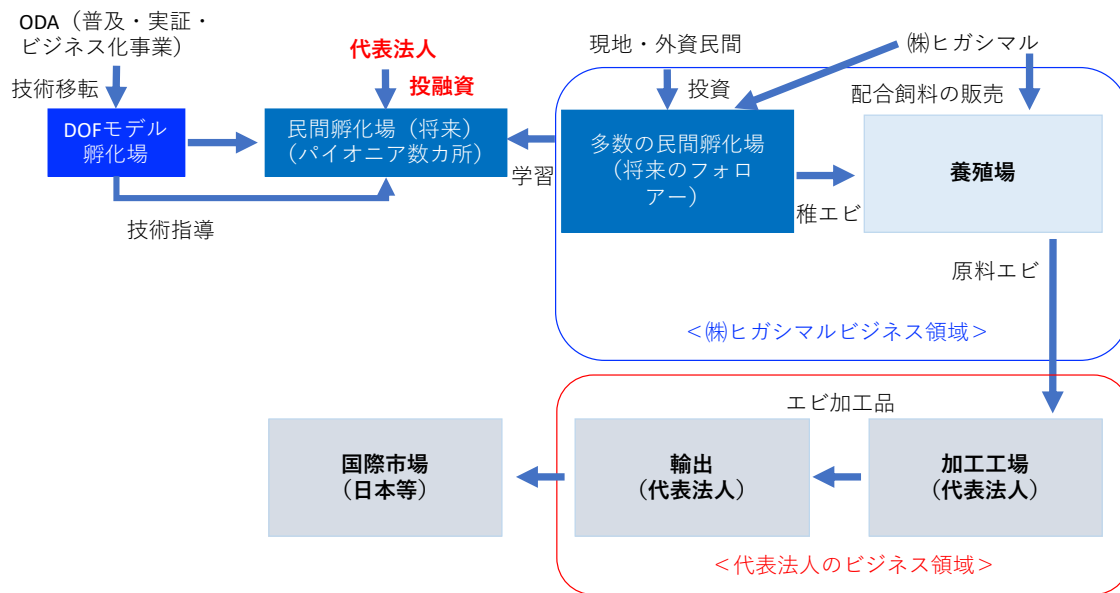 ODA（普及・実証・
ビジネス化事業）
技術移転
代表法人
投融資
現地・外資民間
投資
㈱ヒガシマル
配合飼料の販売
DOFモデル
孵化場
民間孵化場（将来）
（パイオニア数カ所）
学習
多数の民間孵化場
（将来のフォロ
アー）
稚エビ
養殖場
技術指導
原料エビ
＜㈱ヒガシマルビジネス領域＞
エビ加工品
国際市場
（日本等）
輸出
（代表法人）
加工工場
（代表法人）
＜代表法人のビジネス領域＞